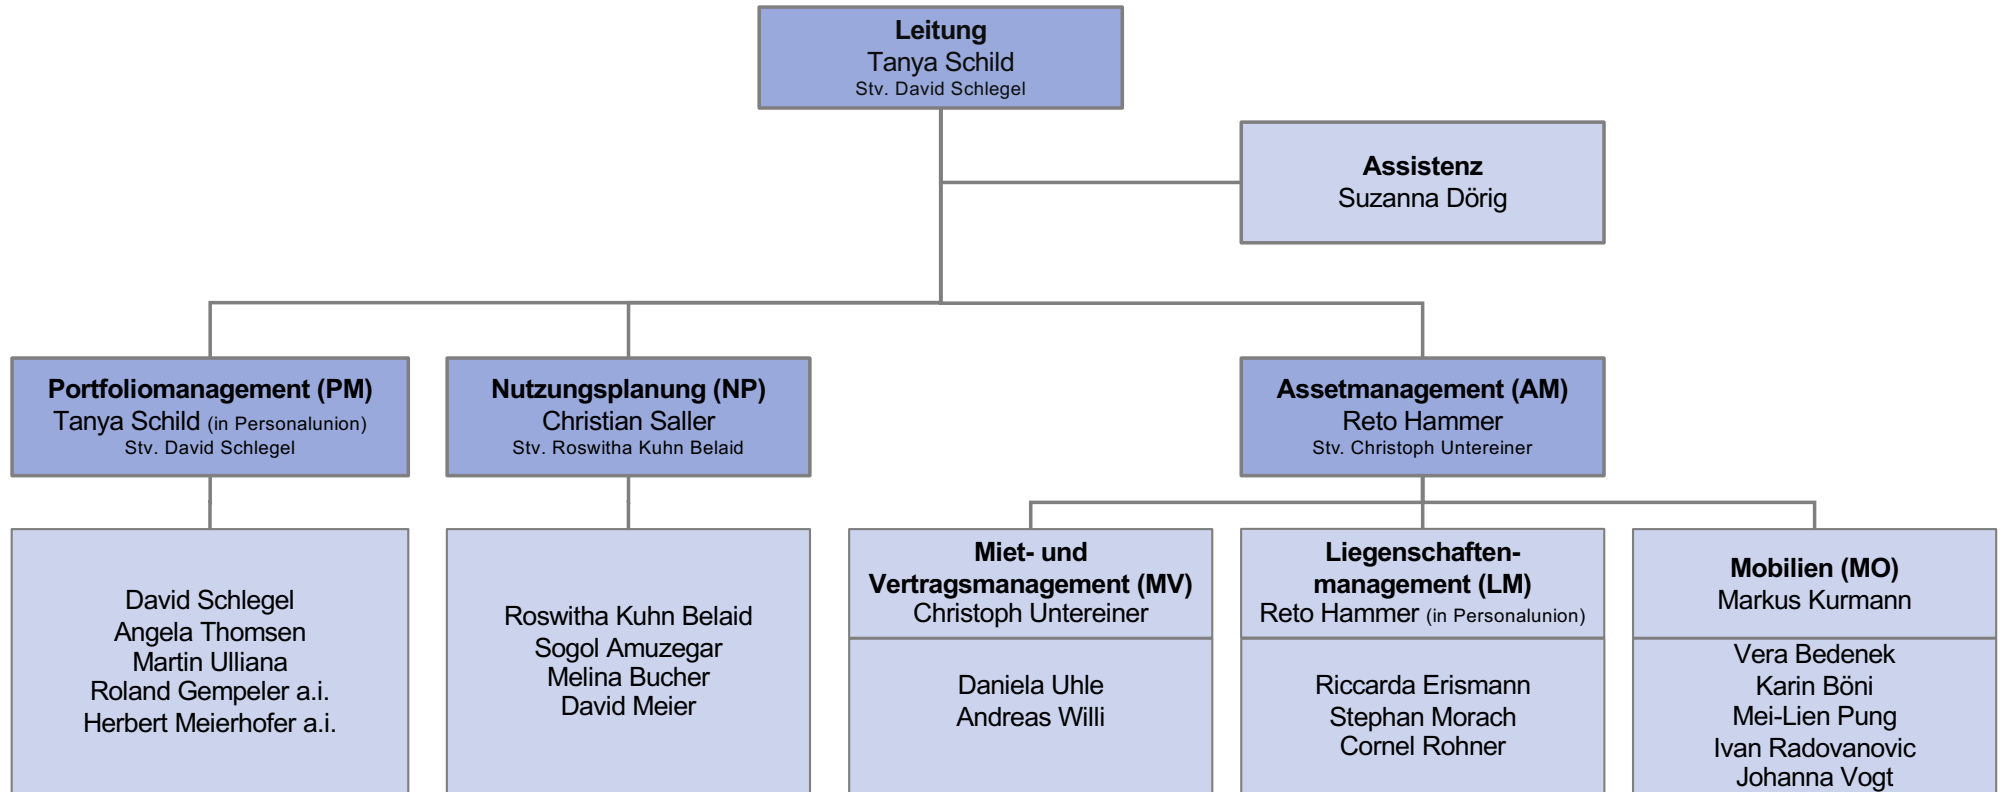 Leitung
Tanya Schild
Stv. David Schlegel
Assistenz
Suzanna Dörig
Portfoliomanagement (PM)
Tanya Schild (in Personalunion)
Stv. David Schlegel
Nutzungsplanung (NP)
Christian Saller
Stv. Roswitha Kuhn Belaid
Assetmanagement (AM)
Reto Hammer
Stv. Christoph Untereiner
David Schlegel
Angela Thomsen
Martin Ulliana
Roland Gempeler a.i.
Herbert Meierhofer a.i.
Roswitha Kuhn Belaid
Sogol Amuzegar
Melina Bucher
David Meier
Miet- und
Vertragsmanagement (MV)
Christoph Untereiner
Daniela Uhle
Andreas Willi
Liegenschaften-
management (LM)
Reto Hammer (in Personalunion)
Riccarda Erismann
Stephan Morach
Cornel Rohner
Mobilien (MO)
Markus Kurmann
Vera Bedenek
Karin Böni
Mei-Lien Pung
Ivan Radovanovic
Johanna Vogt